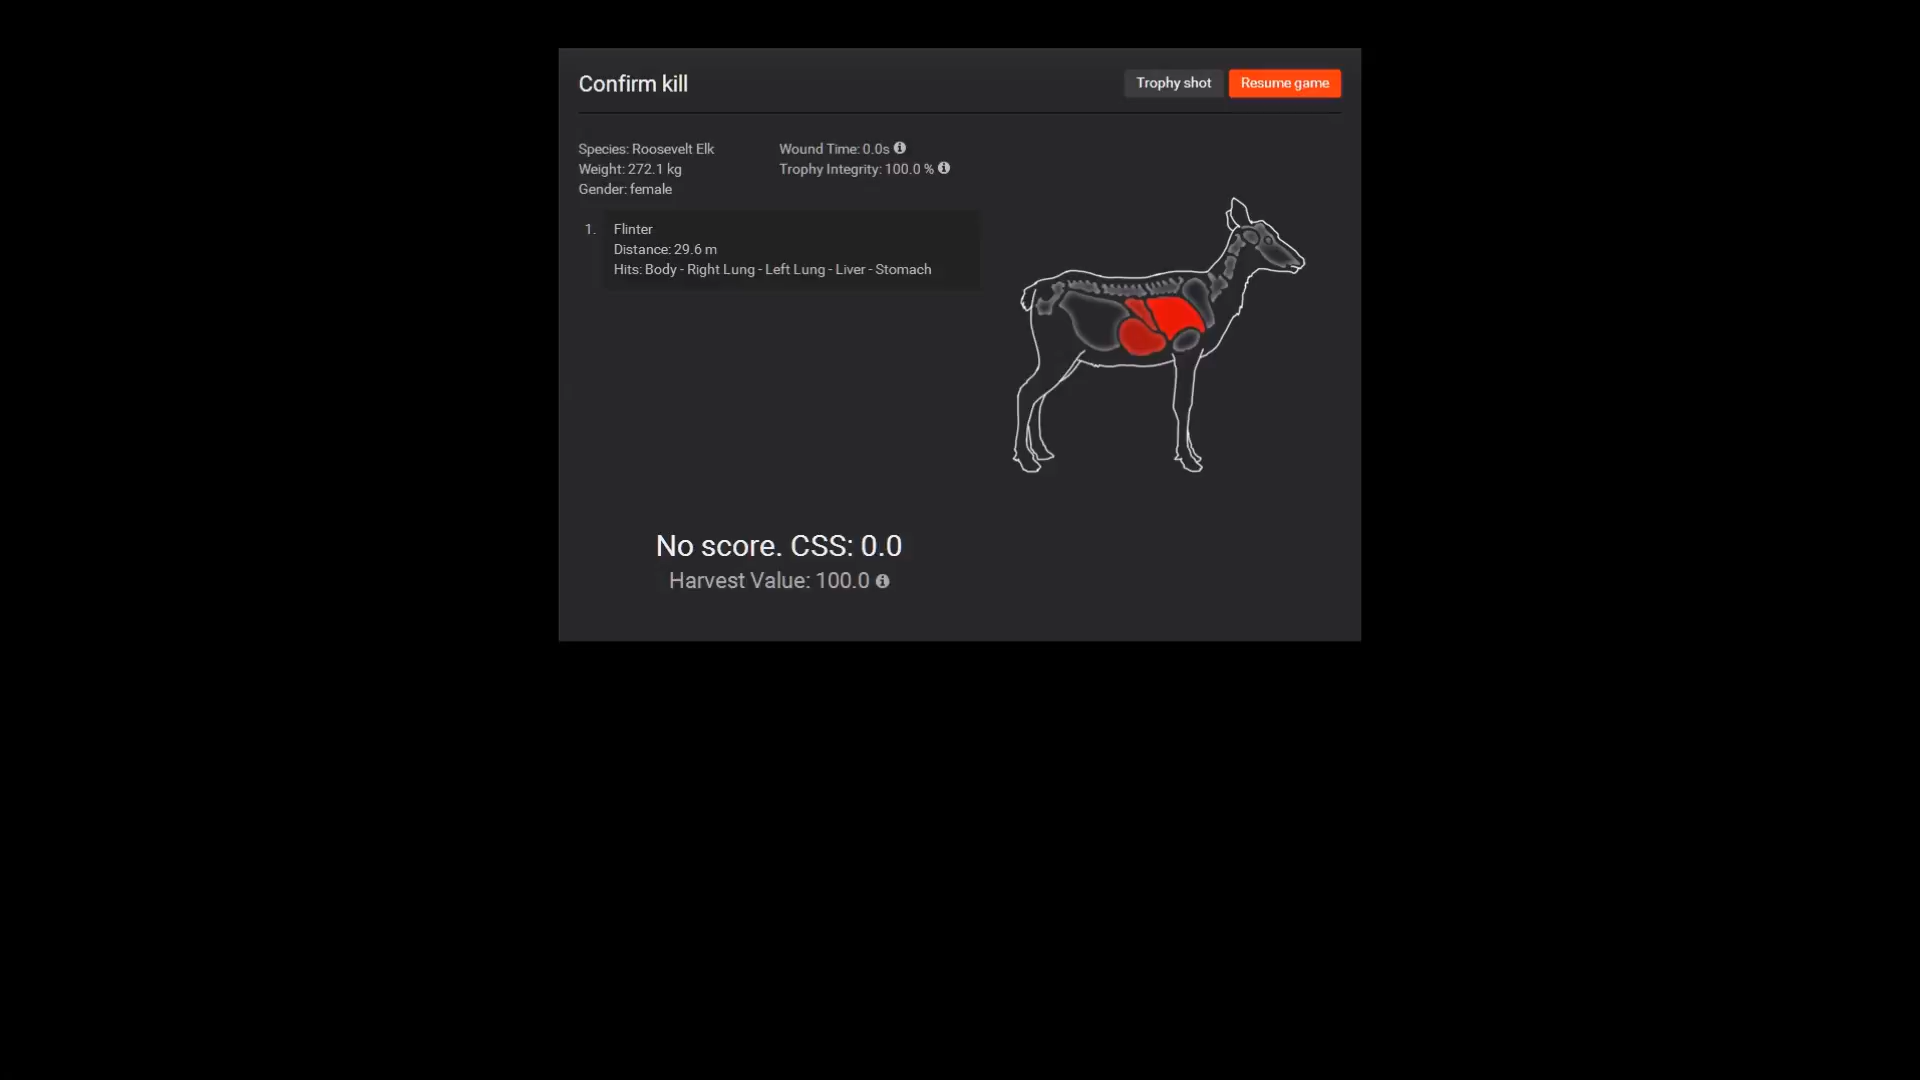 Confirm kill
Trophy shot
Resume game
Species: Roosevelt Elk
Weight: 272.1 kg
Gender: female
Wound Time: 0.0s
Trophy Integrity: 100.0 %
1. Flinter
Distance: 29.6 m
Hits: Body - Right Lung - Left Lung - Liver - Stomach
No score. CSS: 0.0
Harvest Value: 100.0